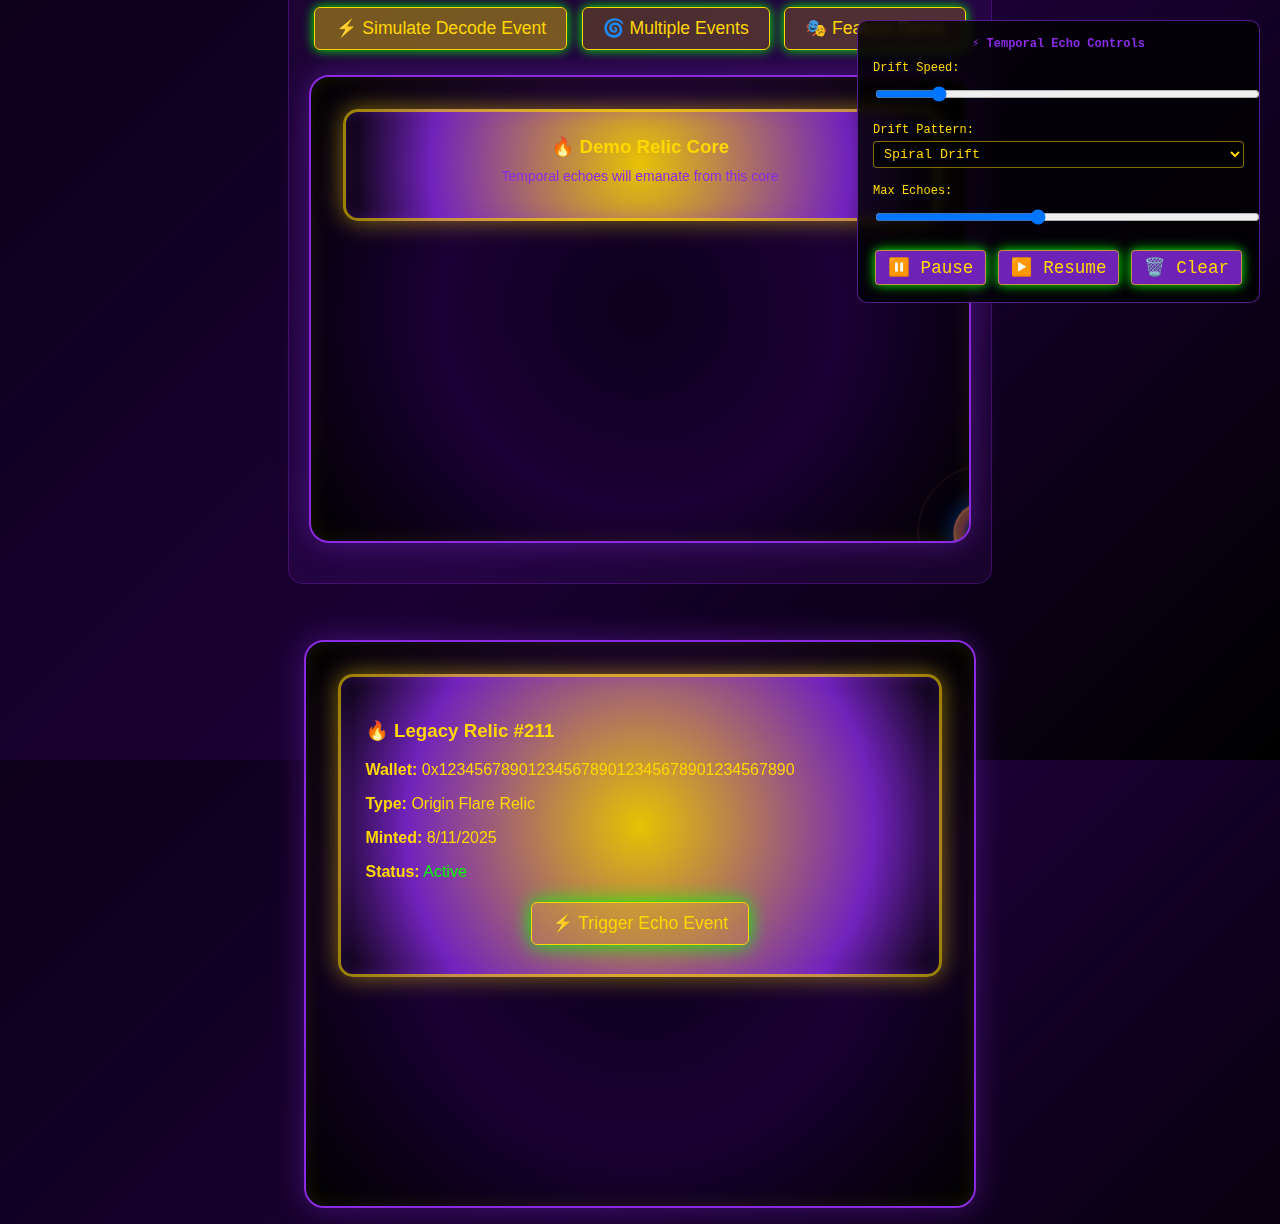 ⚡ Simulate Decode Event
🌀 Multiple Events
🎭 Fea
⚡ Temporal Echo Controls
Drift Speed:
Drift Pattern:
Spiral Drift
Max Echoes:
⏸️ Pause
▶️ Resume
🗑️ Clear
🔥 Demo Relic Core
Temporal echoes will emanate from this core
🔥 Legacy Relic #211
Wallet: 0x1234567890123456789012345678901234567890
Type: Origin Flare Relic
Minted: 8/11/2025
Status: Active
⚡ Trigger Echo Event